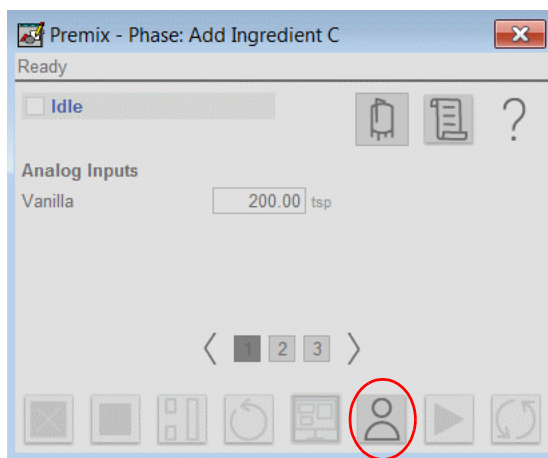 Premix - Phase: Add Ingredient C
Ready
Idle
?
Analog Inputs
Vanilla 200.00 tsp
1 2 3